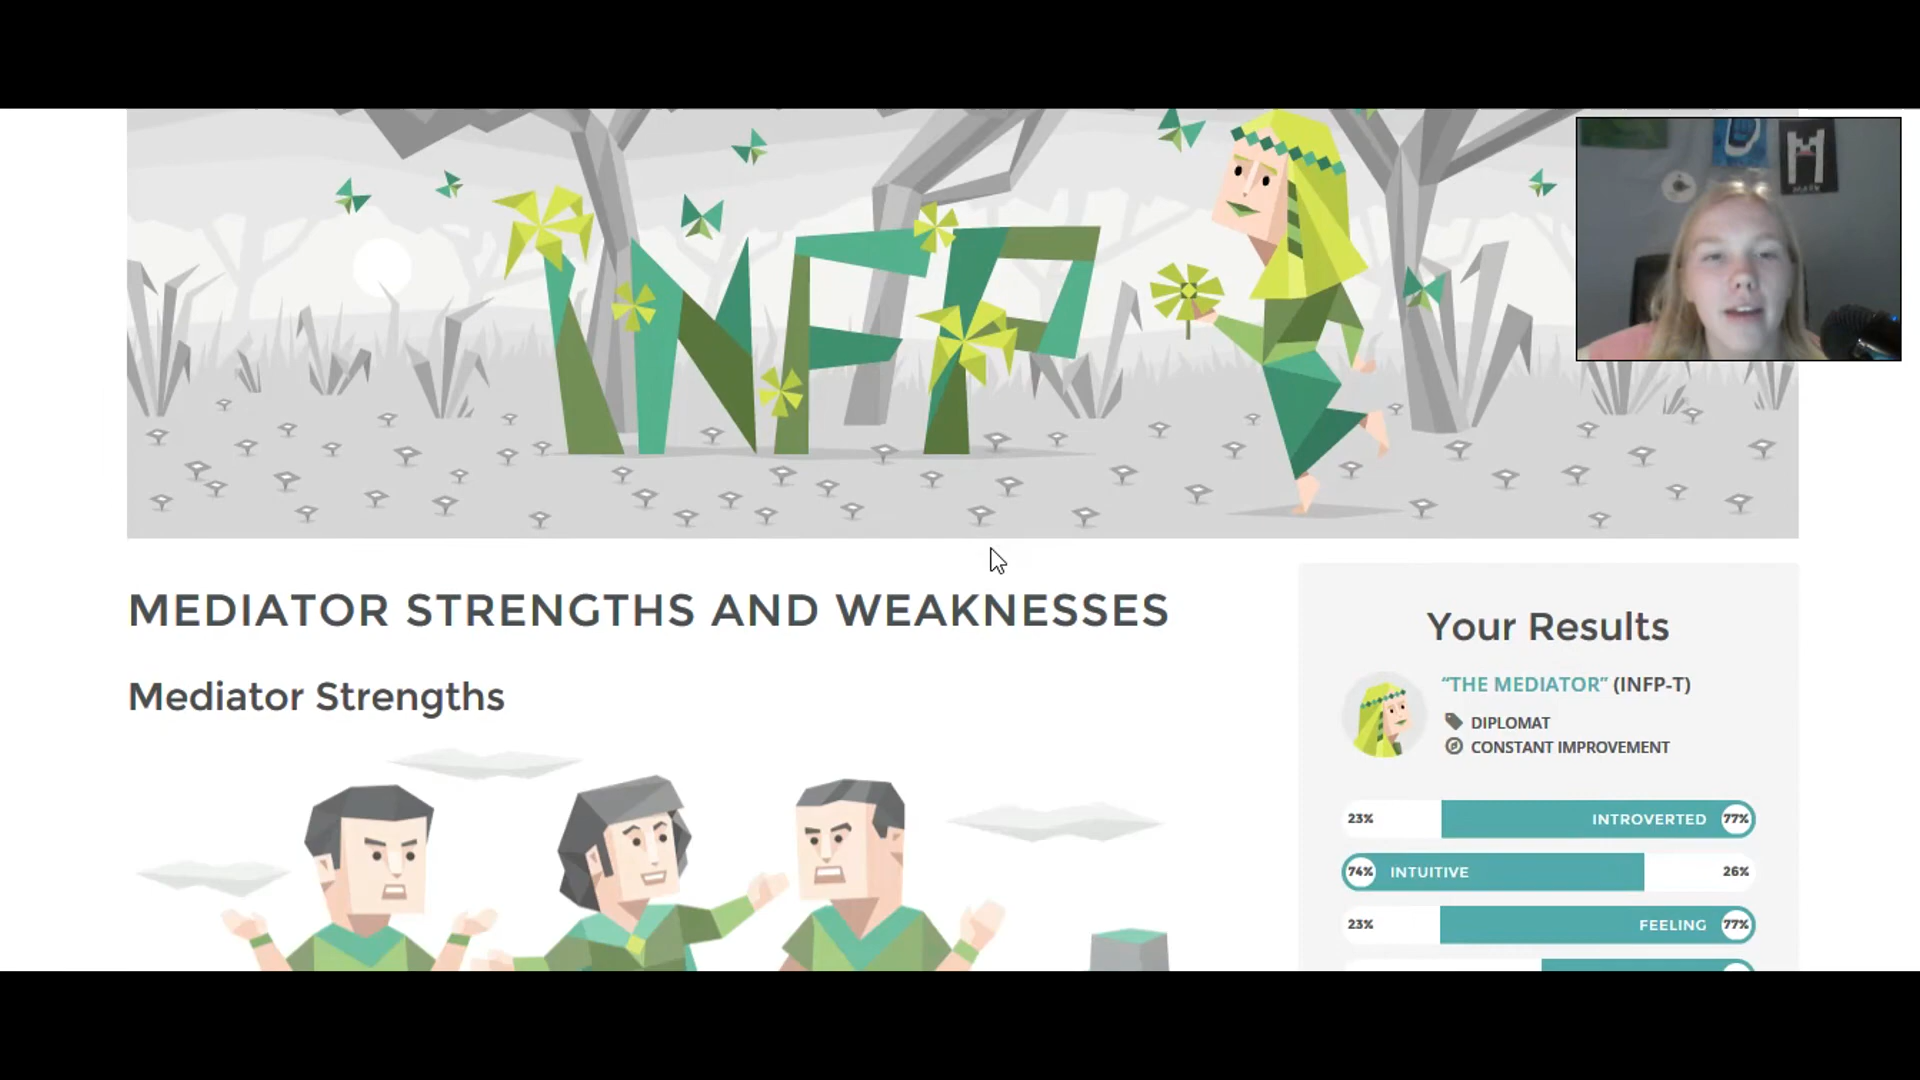 INFP
MEDIATOR STRENGTHS AND WEAKNESSES
Mediator Strengths
Your Results
“THE MEDIATOR” (INFP-T)
DIPLOMAT
CONSTANT IMPROVEMENT
23% INTROVERTED 77%
74% INTUITIVE 26%
23% FEELING 77%